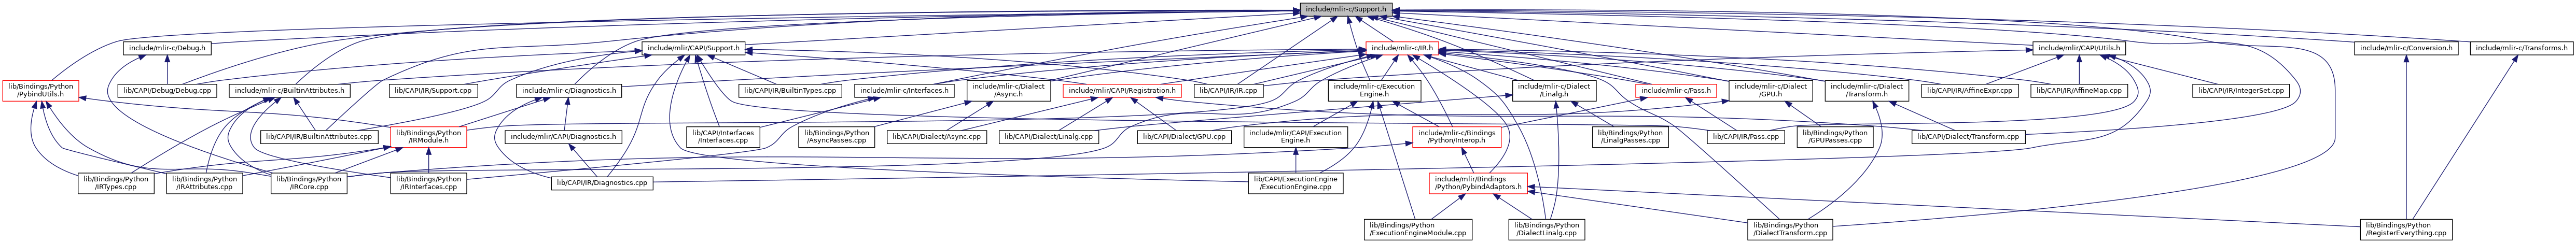 include/mlir-c/Support.h
include/mlir-c/Debug.h
include/mlir/CAPI/Support.h
include/mlir-c/IR.h
include/mlir/CAPI/Utils.h
include/mlir-c/Conversion.h
include/mlir-c/Transforms.h
lib/Bindings/Python
/PybindUtils.h
lib/CAPI/Debug/Debug.cpp
include/mlir-c/BuiltinAttributes.h
lib/CAPI/IR/Support.cpp
include/mlir-c/Diagnostics.h
lib/CAPI/IR/BuiltinTypes.cpp
include/mlir-c/Interfaces.h
include/mlir-c/Dialect
/Async.h
include/mlir/CAPI/Registration.h
lib/CAPI/IR/IR.cpp
include/mlir-c/Execution
Engine.h
include/mlir-c/Dialect
/Linalg.h
include/mlir-c/Pass.h
include/mlir-c/Dialect
/GPU.h
include/mlir-c/Dialect
/Transform.h
lib/CAPI/IR/AffineExpr.cpp
lib/CAPI/IR/AffineMap.cpp
lib/CAPI/IR/IntegerSet.cpp
lib/CAPI/IR/BuiltinAttributes.cpp
lib/Bindings/Python
/IRModule.h
include/mlir/CAPI/Diagnostics.h
lib/CAPI/Interfaces
/Interfaces.cpp
lib/Bindings/Python
/AsyncPasses.cpp
lib/CAPI/Dialect/Async.cpp
lib/CAPI/Dialect/Linalg.cpp
lib/CAPI/Dialect/GPU.cpp
include/mlir/CAPI/Execution
Engine.h
include/mlir-c/Bindings
/Python/Interop.h
lib/Bindings/Python
/LinalgPasses.cpp
lib/CAPI/IR/Pass.cpp
lib/Bindings/Python
/GPUPasses.cpp
lib/CAPI/Dialect/Transform.cpp
lib/Bindings/Python
/IRTypes.cpp
lib/Bindings/Python
/IRAttributes.cpp
lib/Bindings/Python
/IRCore.cpp
lib/Bindings/Python
/IRInterfaces.cpp
lib/CAPI/IR/Diagnostics.cpp
lib/CAPI/ExecutionEngine
/ExecutionEngine.cpp
include/mlir/Bindings
/Python/PybindAdaptors.h
lib/Bindings/Python
/ExecutionEngineModule.cpp
lib/Bindings/Python
/DialectLinalg.cpp
lib/Bindings/Python
/DialectTransform.cpp
lib/Bindings/Python
/RegisterEverything.cpp